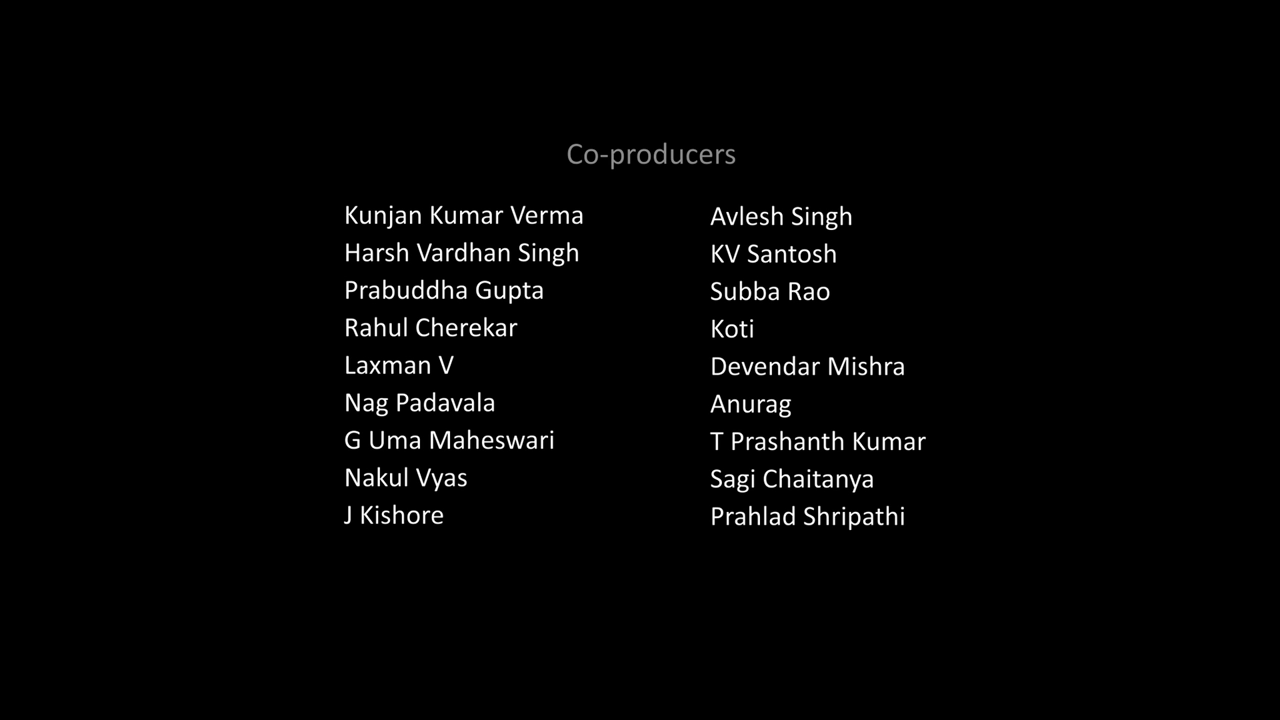 Co-producers
Kunjan Kumar Verma
Harsh Vardhan Singh
Prabuddha Gupta
Rahul Cherekar
Laxman V
Nag Padavala
G Uma Maheswari
Nakul Vyas
J Kishore
Avlesh Singh
KV Santosh
Subba Rao
Koti
Devendar Mishra
Anurag
T Prashanth Kumar
Sagi Chaitanya
Prahlad Shripathi